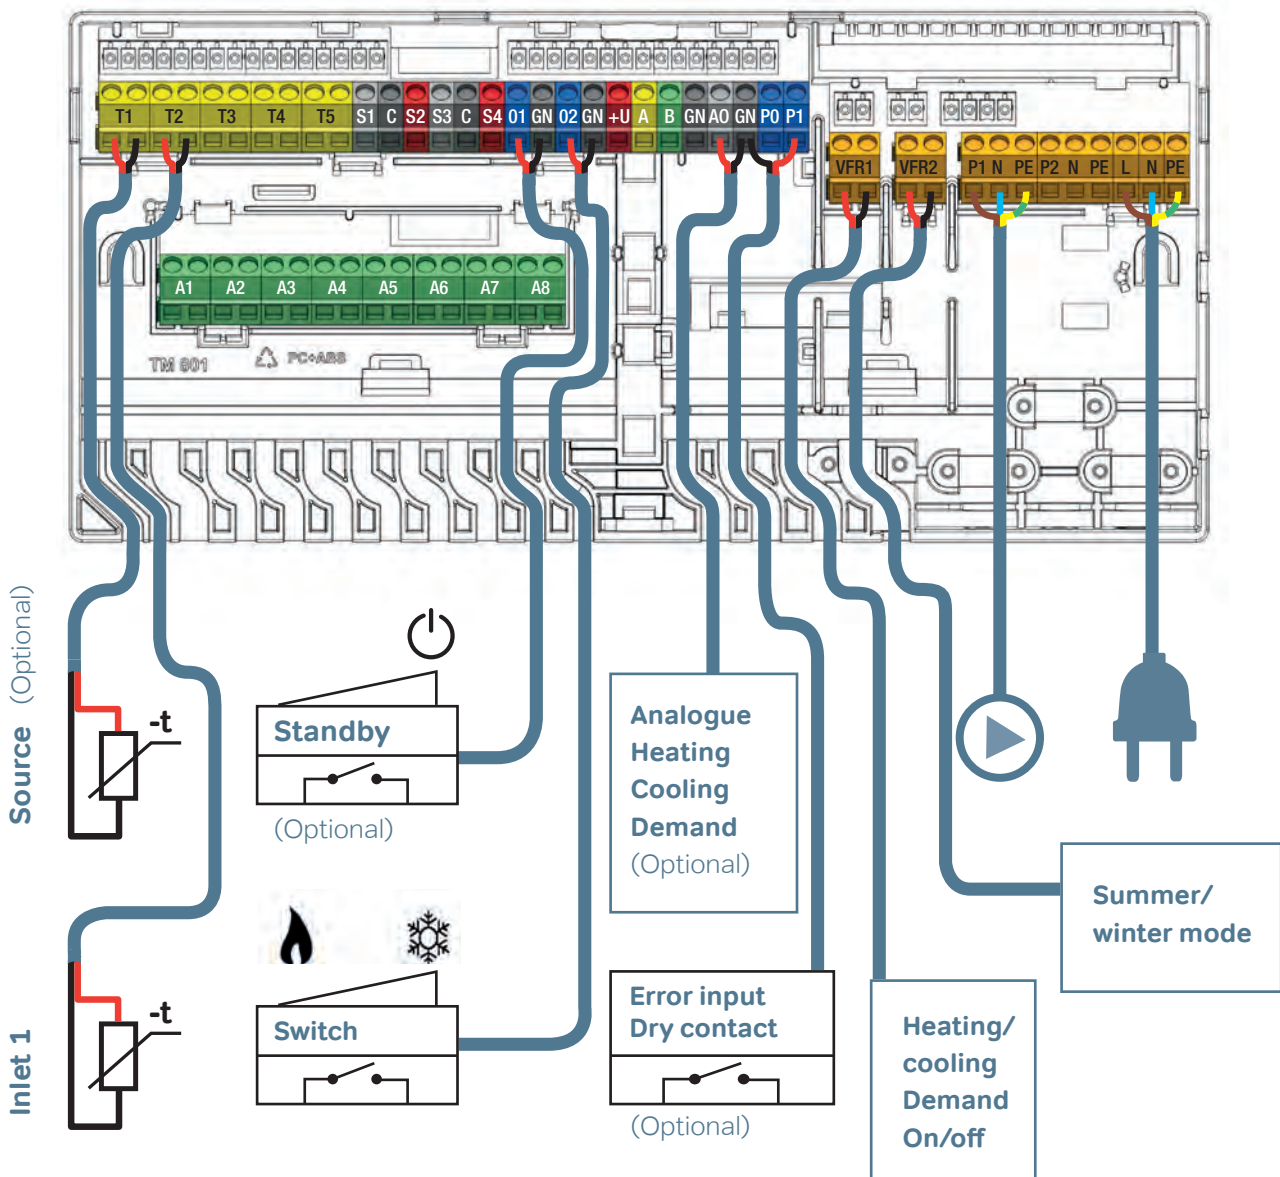 T1 T2 T3 T4 T5 S1 C S2 S3 C S4 01 GN 02 GN +U A B GN AO GN P0 P1
VFR1 VFR2 P1 N PE P2 N PE L N PE
A1 A2 A3 A4 A5 A6 A7 A8
TM 801 PC+ABS
Source (Optional)
-t
Standby
(Optional)
Analogue
Heating
Cooling
Demand
(Optional)
Summer/
winter mode
Inlet 1
-t
Switch
Error input
Dry contact
(Optional)
Heating/
cooling
Demand
On/off